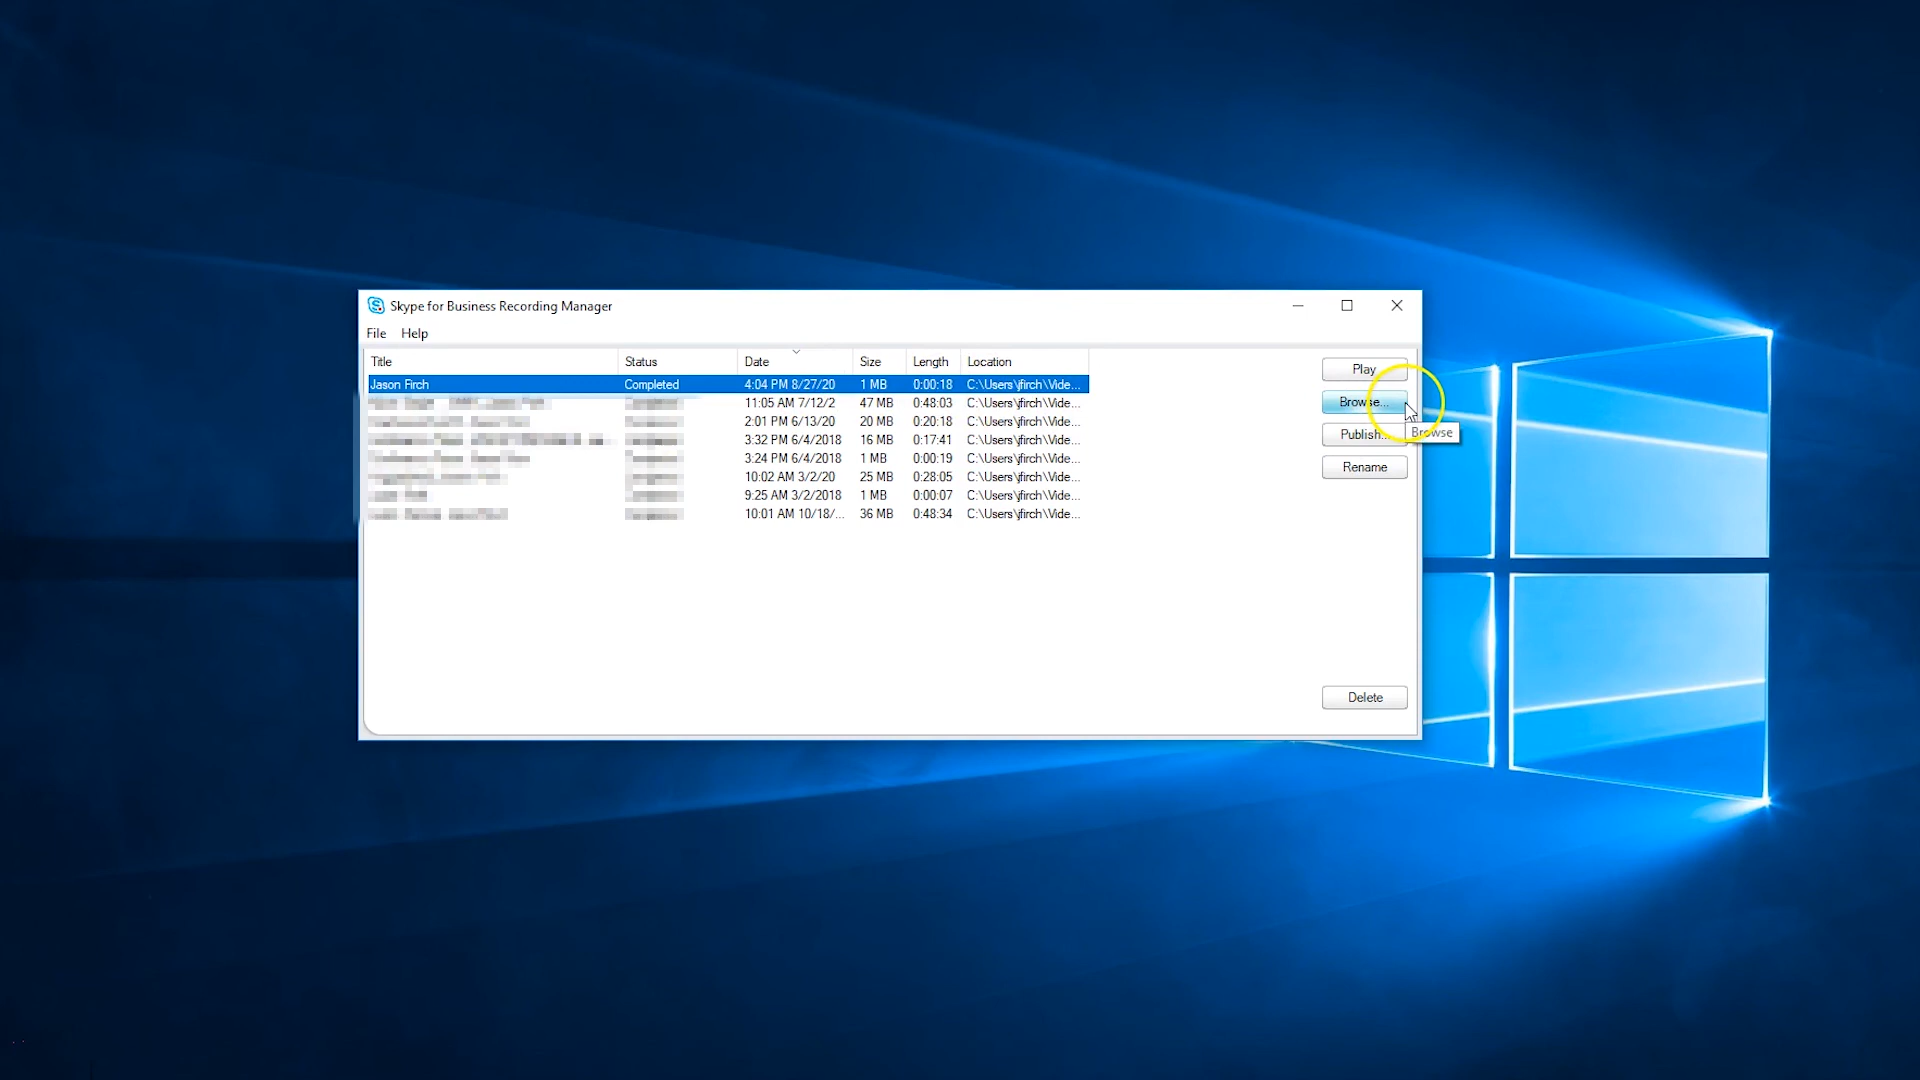 Skype for Business Recording Manager
File Help
Title Status Date Size Length Location
Jason Firch Completed 4:04 PM 8/27/20 1 MB 0:00:18 C:\Users\jfirch\Vide...
11:05 AM 7/12/2 47 MB 0:48:03 C:\Users\jfirch\Vide...
2:01 PM 6/13/20 20 MB 0:20:18 C:\Users\jfirch\Vide...
3:32 PM 6/4/2018 16 MB 0:17:41 C:\Users\jfirch\Vide...
3:24 PM 6/4/2018 1 MB 0:00:19 C:\Users\jfirch\Vide...
10:02 AM 3/2/20 25 MB 0:28:05 C:\Users\jfirch\Vide...
9:25 AM 3/2/2018 1 MB 0:00:07 C:\Users\jfirch\Vide...
10:01 AM 10/18/... 36 MB 0:48:34 C:\Users\jfirch\Vide...
Play
Browse...
Publish...
Browse
Rename
Delete